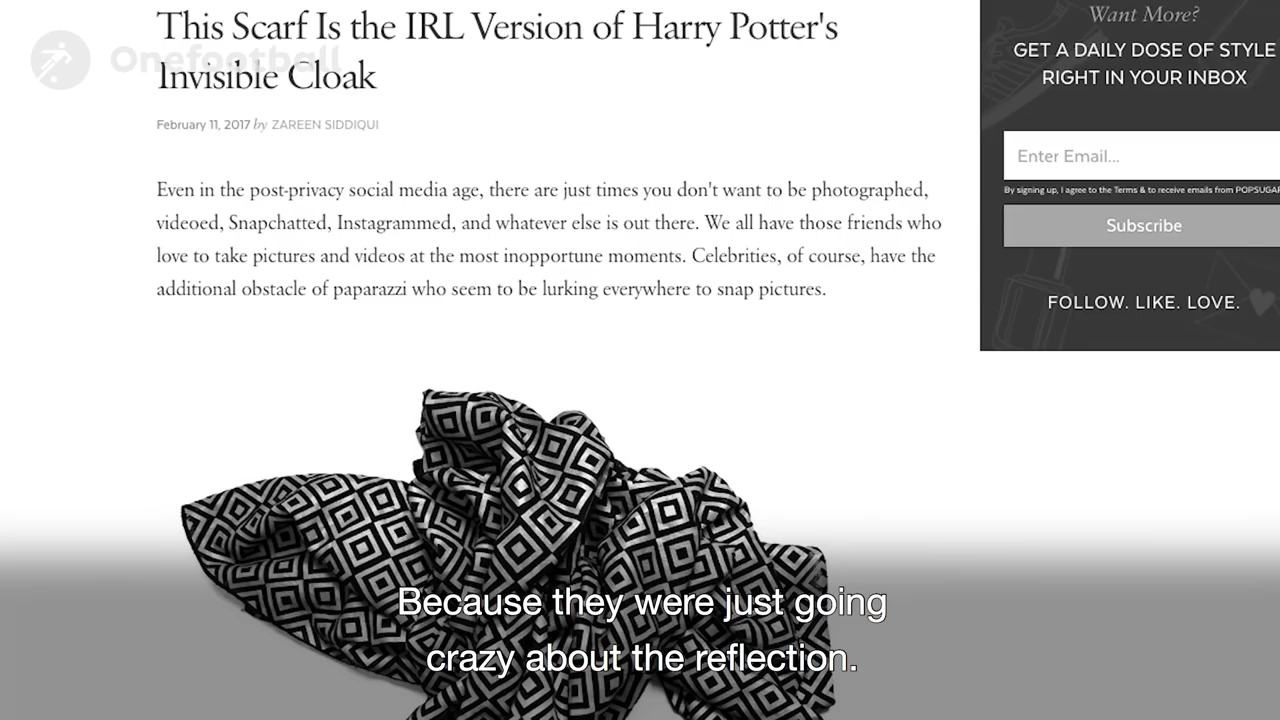 This Scarf Is the IRL Version of Harry Potter's
Invisible Cloak
Onefootball
February 11, 2017 by ZAREEN SIDDIQUI
Even in the post-privacy social media age, there are just times you don't want to be photographed,
videoed, Snapchatted, Instagrammed, and whatever else is out there. We all have those friends who
love to take pictures and videos at the most inopportune moments. Celebrities, of course, have the
additional obstacle of paparazzi who seem to be lurking everywhere to snap pictures.
Want More?
GET A DAILY DOSE OF STYLE
RIGHT IN YOUR INBOX
Enter Email...
By signing up, I agree to the Terms & to receive emails from POPSUGAR
Subscribe
FOLLOW. LIKE. LOVE.
Because they were just going
crazy about the reflection.